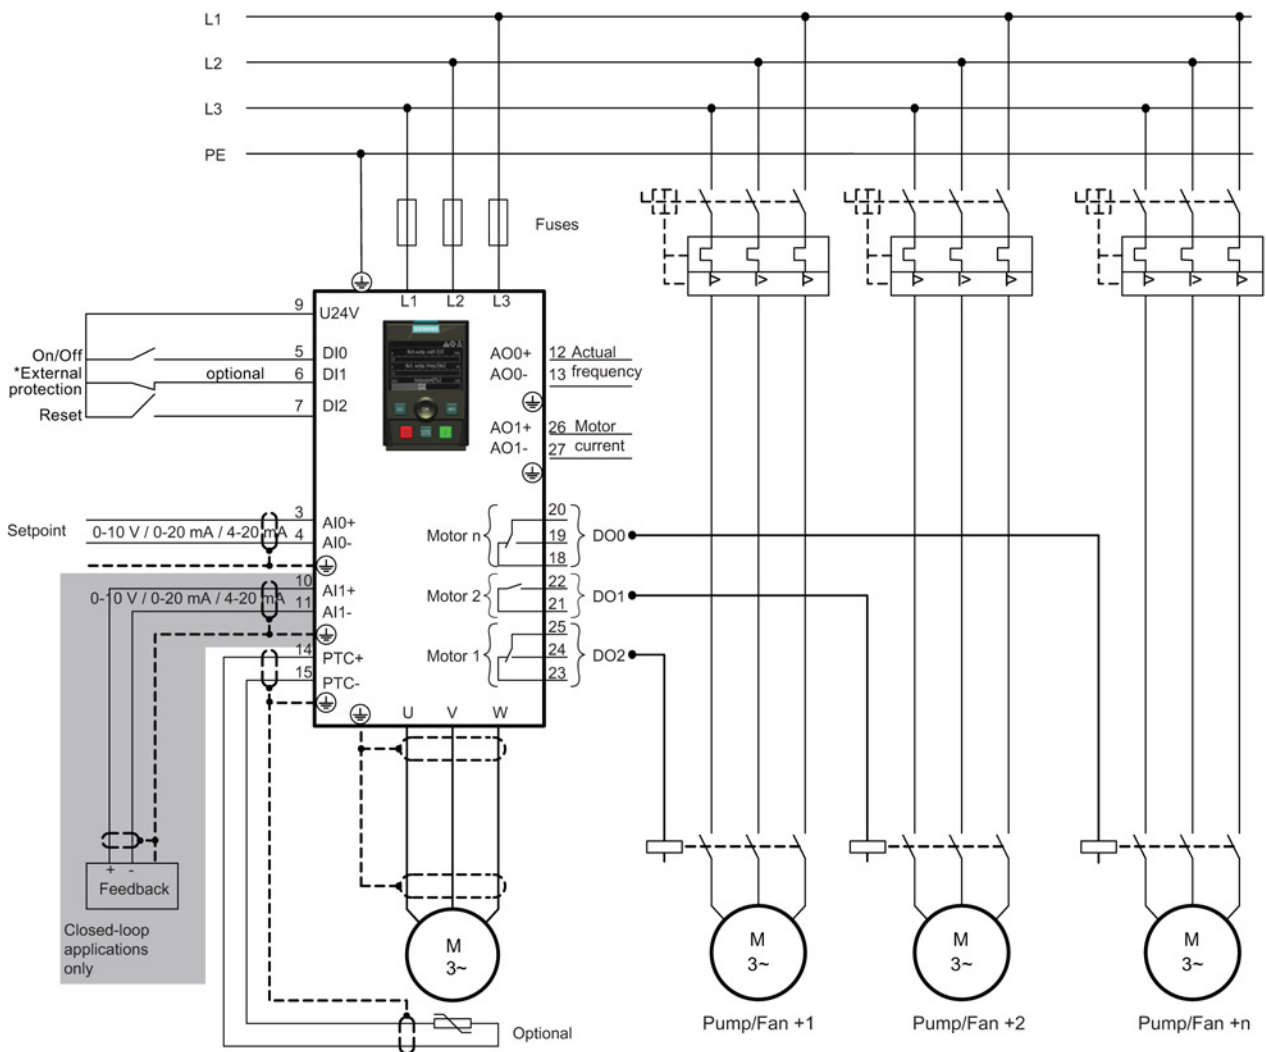 L1
L2
L3
PE
Fuses
L1 L2 L3
9 U24V
SIEMENS
On/Off 5 DI0
*External protection optional 6 DI1
Reset 7 DI2
AO0+ 12 Actual
AO0- 13 frequency
AO1+ 26 Motor
AO1- 27 current
Setpoint
3 AI0+
0-10 V / 0-20 mA / 4-20 mA
4 AI0-
10 AI1+
0-10 V / 0-20 mA / 4-20 mA
11 AI1-
14 PTC+
15 PTC-
Motor n 20 19 18 DO0
Motor 2 22 21 DO1
Motor 1 25 24 23 DO2
U V W
+ -
Feedback
Closed-loop
applications
only
M
3~
Optional
M
3~
Pump/Fan +1
M
3~
Pump/Fan +2
M
3~
Pump/Fan +n